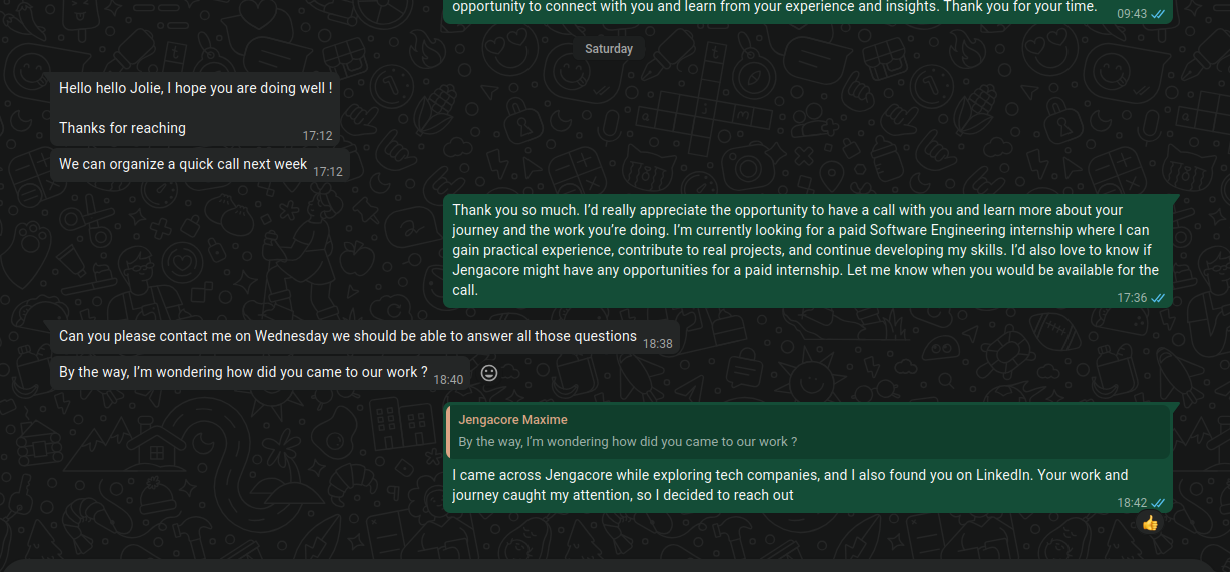 opportunity to connect with you and learn from your experience and insights. Thank you for your time.
09:43
Saturday
Hello hello Jolie, I hope you are doing well !
Thanks for reaching
17:12
We can organize a quick call next week
17:12
Thank you so much. I’d really appreciate the opportunity to have a call with you and learn more about your
journey and the work you’re doing. I’m currently looking for a paid Software Engineering internship where I can
gain practical experience, contribute to real projects, and continue developing my skills. I’d also love to know if
Jengacore might have any opportunities for a paid internship. Let me know when you would be available for the
call.
17:36
Can you please contact me on Wednesday we should be able to answer all those questions
18:38
By the way, I’m wondering how did you came to our work ?
18:40
Jengacore Maxime
By the way, I’m wondering how did you came to our work ?
I came across Jengacore while exploring tech companies, and I also found you on LinkedIn. Your work and
journey caught my attention, so I decided to reach out
18:42